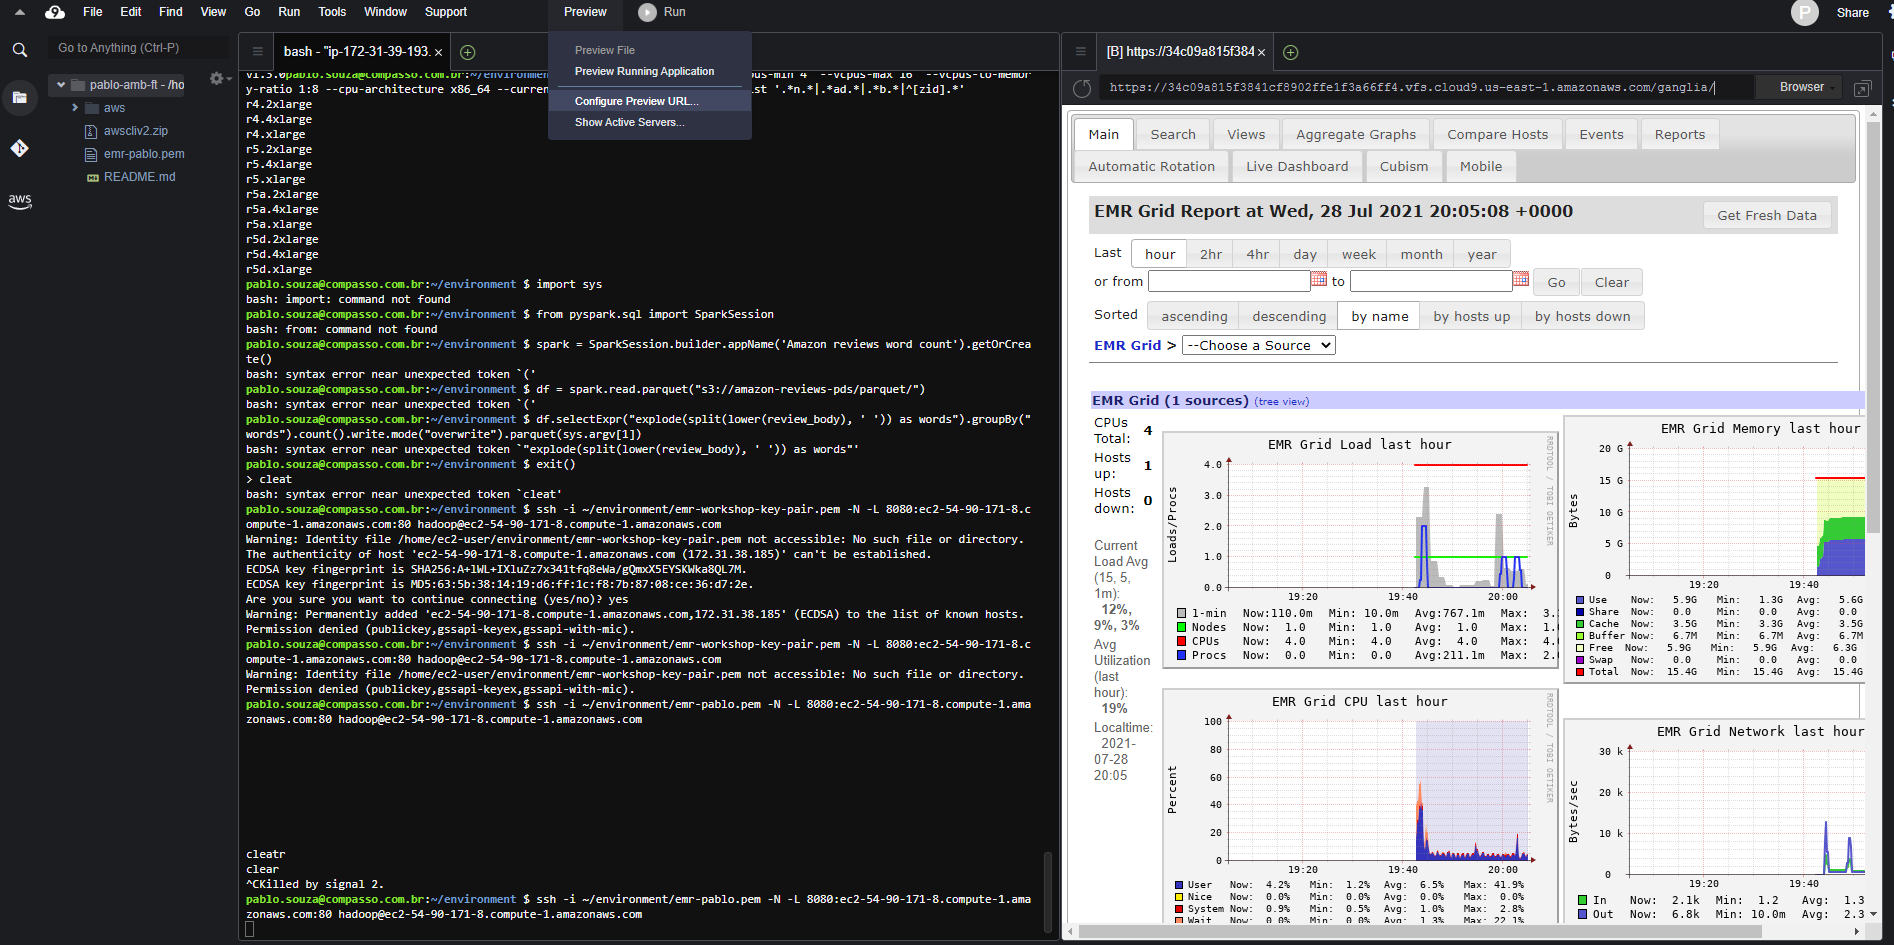 File Edit Find View Go Run Tools Window Support Preview Run Share
P
Go to Anything (Ctrl-P)
pablo-amb-ft - /ho
aws
awscliv2.zip
emr-pablo.pem
README.md
aws
Preview File
Preview Running Application
Configure Preview URL...
Show Active Servers...
bash - "ip-172-31-39-193.
v1.3.0pablo.souza@compasso.com.br:~/environment
pus-min 4 --vcpus-max 16 --vcpus-to-memor
y-ratio 1:8 --cpu-architecture x86_64 --curren
ist '.*n.*|.*ad.*|.*b.*|^[zid].*'
r4.2xlarge
r4.4xlarge
r4.xlarge
r5.2xlarge
r5.4xlarge
r5.xlarge
r5a.2xlarge
r5a.4xlarge
r5a.xlarge
r5d.2xlarge
r5d.4xlarge
r5d.xlarge
pablo.souza@compasso.com.br:~/environment $ import sys
bash: import: command not found
pablo.souza@compasso.com.br:~/environment $ from pyspark.sql import SparkSession
bash: from: command not found
pablo.souza@compasso.com.br:~/environment $ spark = SparkSession.builder.appName('Amazon reviews word count').getOrCrea
te()
bash: syntax error near unexpected token `('
pablo.souza@compasso.com.br:~/environment $ df = spark.read.parquet("s3://amazon-reviews-pds/parquet/")
bash: syntax error near unexpected token `('
pablo.souza@compasso.com.br:~/environment $ df.selectExpr("explode(split(lower(review_body), ' ')) as words").groupBy("
words").count().write.mode("overwrite").parquet(sys.argv[1])
bash: syntax error near unexpected token `"explode(split(lower(review_body), ' ')) as words"'
pablo.souza@compasso.com.br:~/environment $ exit()
> cleat
bash: syntax error near unexpected token `cleat'
pablo.souza@compasso.com.br:~/environment $ ssh -i ~/environment/emr-workshop-key-pair.pem -N -L 8080:ec2-54-90-171-8.c
ompute-1.amazonaws.com:80 hadoop@ec2-54-90-171-8.compute-1.amazonaws.com
Warning: Identity file /home/ec2-user/environment/emr-workshop-key-pair.pem not accessible: No such file or directory.
The authenticity of host 'ec2-54-90-171-8.compute-1.amazonaws.com (172.31.38.185)' can't be established.
ECDSA key fingerprint is SHA256:A+lWL+IXluZz7x341tfq8eWa/gQmxX5EYSKWka8QL7M.
ECDSA key fingerprint is MD5:63:5b:38:14:19:d6:ff:1c:f8:7b:87:08:ce:36:d7:2e.
Are you sure you want to continue connecting (yes/no)? yes
Warning: Permanently added 'ec2-54-90-171-8.compute-1.amazonaws.com,172.31.38.185' (ECDSA) to the list of known hosts.
Permission denied (publickey,gssapi-keyex,gssapi-with-mic).
pablo.souza@compasso.com.br:~/environment $ ssh -i ~/environment/emr-workshop-key-pair.pem -N -L 8080:ec2-54-90-171-8.c
ompute-1.amazonaws.com:80 hadoop@ec2-54-90-171-8.compute-1.amazonaws.com
Warning: Identity file /home/ec2-user/environment/emr-workshop-key-pair.pem not accessible: No such file or directory.
Permission denied (publickey,gssapi-keyex,gssapi-with-mic).
pablo.souza@compasso.com.br:~/environment $ ssh -i ~/environment/emr-pablo.pem -N -L 8080:ec2-54-90-171-8.compute-1.ama
zonaws.com:80 hadoop@ec2-54-90-171-8.compute-1.amazonaws.com
cleatr
clear
^CKilled by signal 2.
pablo.souza@compasso.com.br:~/environment $ ssh -i ~/environment/emr-pablo.pem -N -L 8080:ec2-54-90-171-8.compute-1.ama
zonaws.com:80 hadoop@ec2-54-90-171-8.compute-1.amazonaws.com
[B] https://34c09a815f384
https://34c09a815f3841cf8902ffe1f3a66ff4.vfs.cloud9.us-east-1.amazonaws.com/ganglia/
Browser
Main Search Views Aggregate Graphs Compare Hosts Events Reports
Automatic Rotation Live Dashboard Cubism Mobile
EMR Grid Report at Wed, 28 Jul 2021 20:05:08 +0000
Get Fresh Data
Last hour 2hr 4hr day week month year
or from to Go Clear
Sorted ascending descending by name by hosts up by hosts down
EMR Grid > --Choose a Source
EMR Grid (1 sources) (tree view)
CPUs
Total: 4
Hosts
up: 1
Hosts
down: 0
Current
Load Avg
(15, 5,
1m):
12%,
9%, 3%
Avg
Utilization
(last
hour):
19%
Localtime:
2021-
07-28
20:05
EMR Grid Load last hour
RRDTOOL / TOBI OETIKER
Loads/Procs
4.0
3.0
2.0
1.0
0.0
19:20 19:40 20:00
1-min Now:110.0m Min: 10.0m Avg:767.1m Max: 3.
Nodes Now: 1.0 Min: 1.0 Avg: 1.0 Max: 1.
CPUs Now: 4.0 Min: 4.0 Avg: 4.0 Max: 4.
Procs Now: 0.0 Min: 0.0 Avg:211.1m Max: 2.
EMR Grid Memory last hour
Bytes
20 G
15 G
10 G
5 G
0
19:20 19:40
Use Now: 5.9G Min: 1.3G Avg: 5.6G
Share Now: 0.0 Min: 0.0 Avg: 0.0
Cache Now: 3.5G Min: 3.3G Avg: 3.5G
Buffer Now: 6.7M Min: 6.7M Avg: 6.7M
Free Now: 5.9G Min: 5.9G Avg: 6.3G
Swap Now: 0.0 Min: 0.0 Avg: 0.0
Total Now: 15.4G Min: 15.4G Avg: 15.4G
EMR Grid CPU last hour
RRDTOOL / TOBI OETIKER
Percent
100
80
60
40
20
0
19:20 19:40 20:00
User Now: 4.2% Min: 1.2% Avg: 6.5% Max: 41.9%
Nice Now: 0.0% Min: 0.0% Avg: 0.0% Max: 0.0%
System Now: 0.9% Min: 0.5% Avg: 1.0% Max: 2.8%
Wait Now: 0.0% Min: 0.0% Avg: 1.3% Max: 22.1%
EMR Grid Network last hour
Bytes/sec
30 k
20 k
10 k
0
19:20 19:40
In Now: 2.1k Min: 1.2 Avg: 1.3
Out Now: 6.8k Min: 10.0m Avg: 2.3